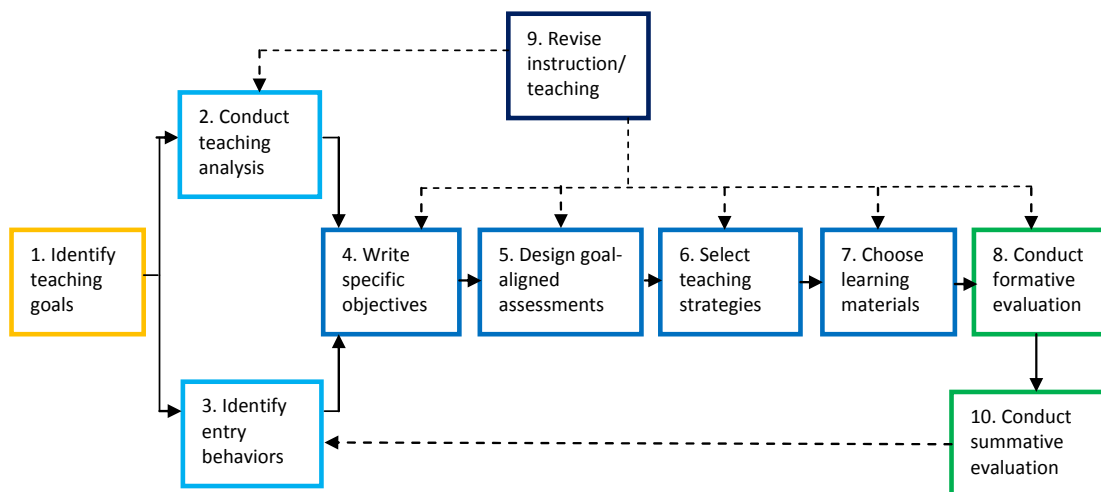 9. Revise
instruction/
teaching
2. Conduct
teaching
analysis
1. Identify
teaching
goals
4. Write
specific
objectives
5. Design goal-
aligned
assessments
6. Select
teaching
strategies
7. Choose
learning
materials
8. Conduct
formative
evaluation
3. Identify
entry
behaviors
10. Conduct
summative
evaluation